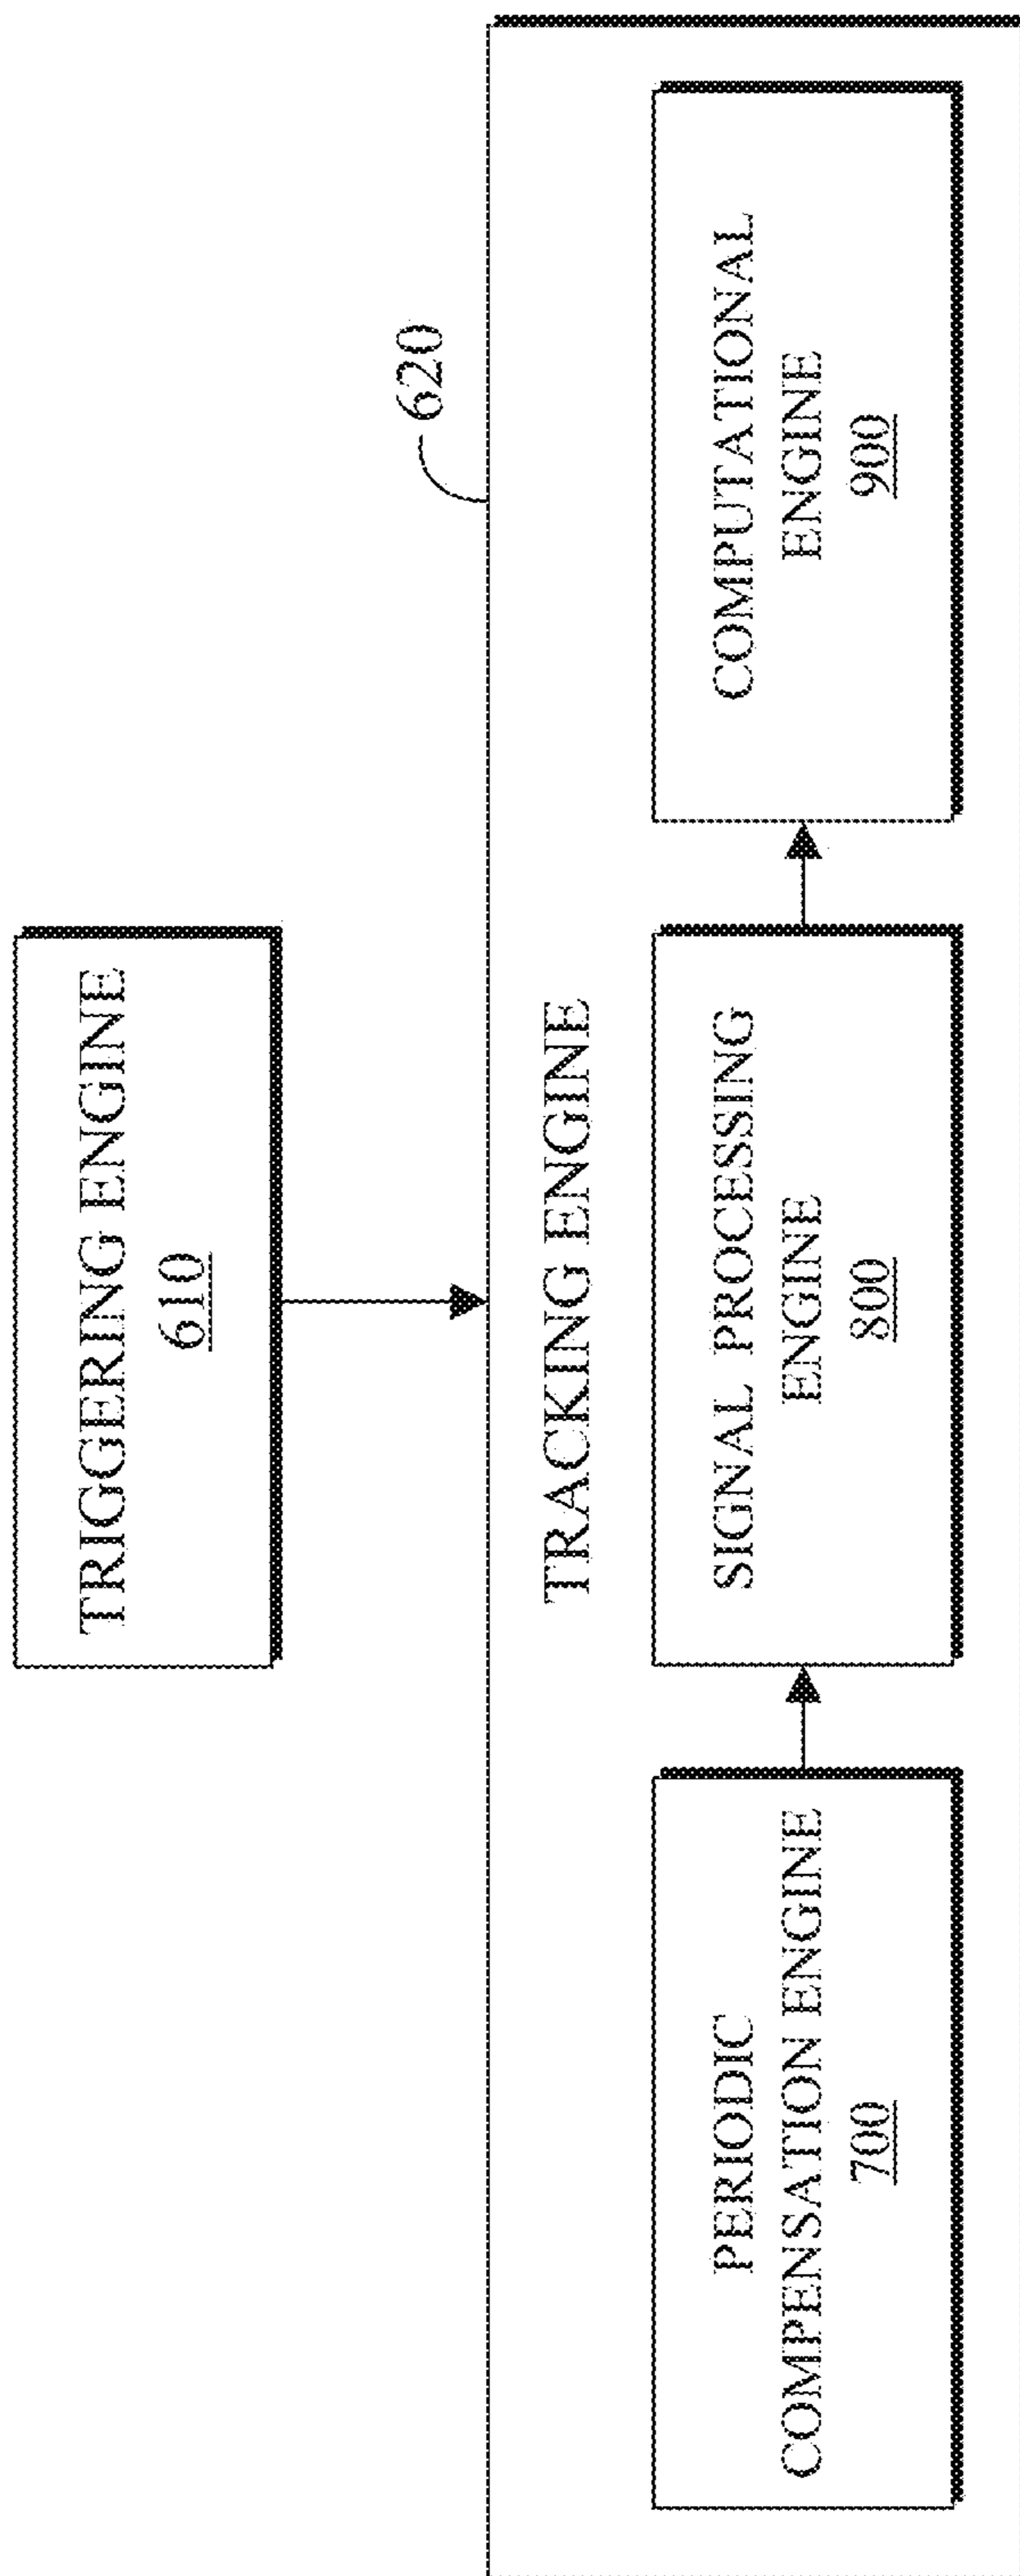 TRIGGERING ENGINE
610
620
TRACKING ENGINE
PERIODIC
COMPENSATION ENGINE
700
SIGNAL PROCESSING
ENGINE
800
COMPUTATIONAL
ENGINE
900